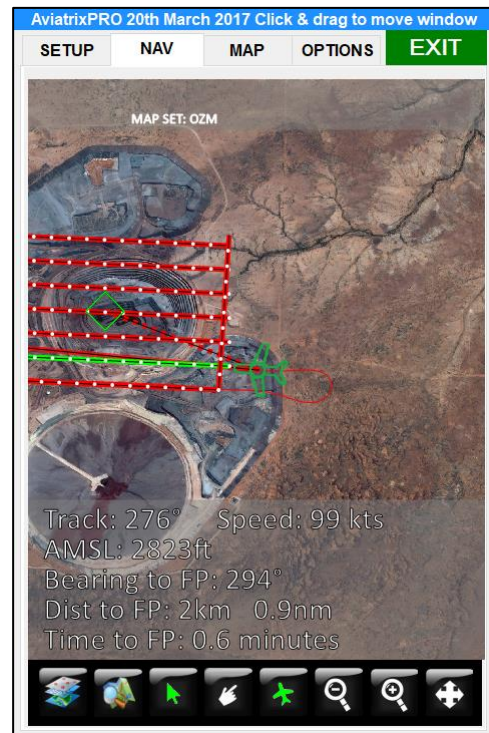 AviatrixPRO 20th March 2017 Click & drag to move window
SETUP NAV MAP OPTIONS EXIT
MAP SET: OZM
Track: 276° Speed: 99 kts
AMSL: 2823ft
Bearing to FP: 294°
Dist to FP: 2km 0.9nm
Time to FP: 0.6 minutes